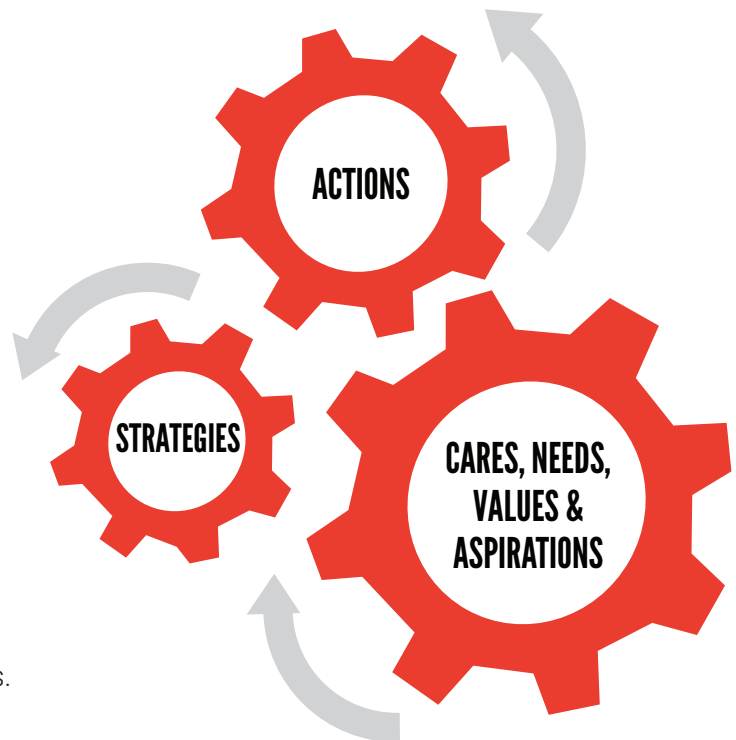 ACTIONS
STRATEGIES
CARES, NEEDS,
VALUES &
ASPIRATIONS
s.